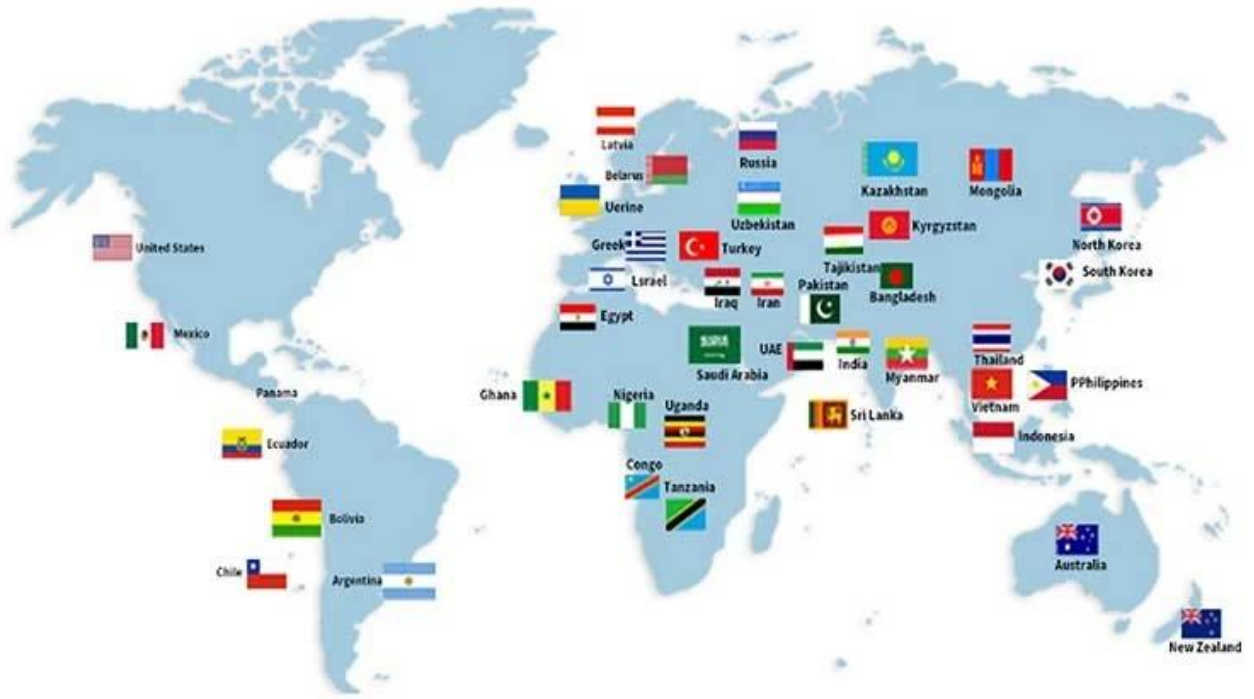 Latvia
Russia
Belarus
Kazakhstan
Mongolia
Uerine
Uzbekistan
Kyrgyzstan
North Korea
United States
Greek
Turkey
Tajikistan
South Korea
Lsrael
Iraq
Iran
Pakistan
Bangladesh
Egypt
Mexico
Saudi Arabia
UAE
India
Myanmar
Thailand
PPhilippines
Panama
Ghana
Nigeria
Uganda
Sri Lanka
Vietnam
Ecuador
Indonesia
Congo
Tanzania
Bolivia
Chile
Argentina
Australia
New Zealand